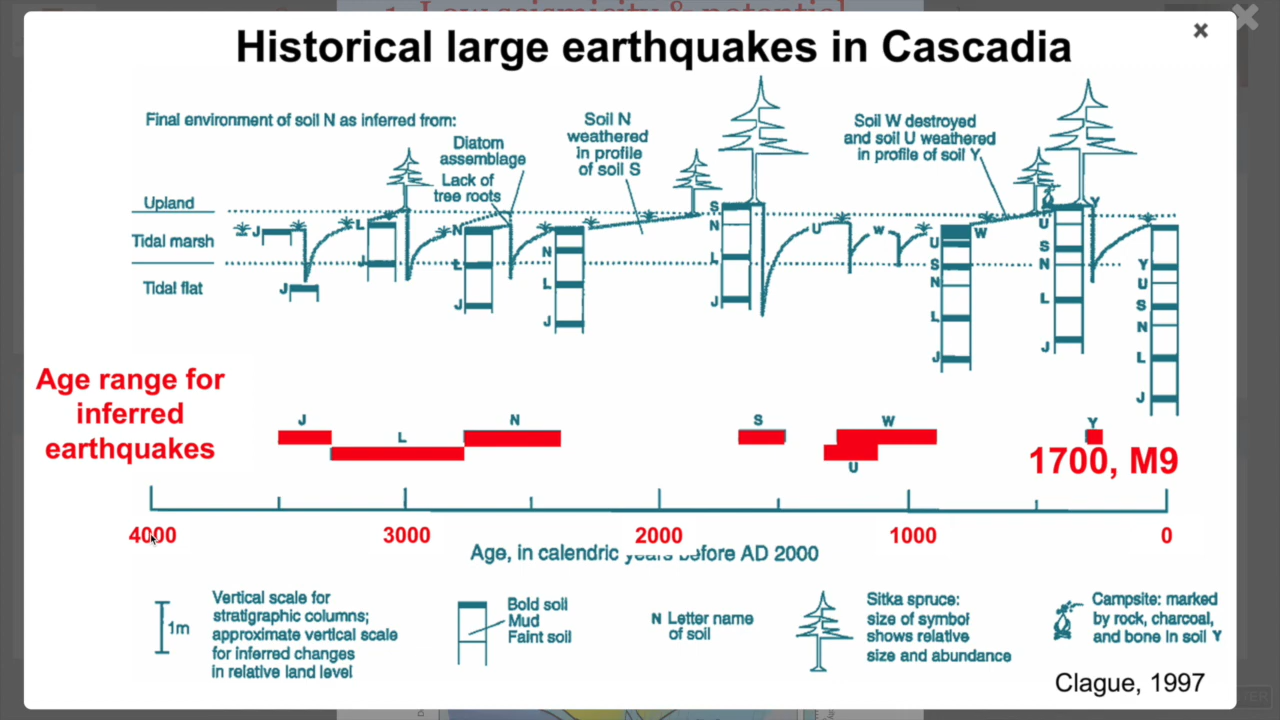 1. Low seismicity & potential
Historical large earthquakes in Cascadia
Final environment of soil N as inferred from:
Diatom
assemblage
Lack of
tree roots
Soil N
weathered
in profile
of soil S
Soil W destroyed
and soil U weathered
in profile of soil Y
Upland
Tidal marsh
Tidal flat
J
J
L
J
N
L
J
N
L
J
S
N
L
J
U
W
U
S
N
L
J
W
U
S
N
L
J
Y
Y
U
S
N
L
J
Age range for
inferred
earthquakes
J
L
N
S
W
U
Y
1700, M9
4000
3000
2000
1000
0
Age, in calendric years before AD 2000
1m
Vertical scale for
stratigraphic columns;
approximate vertical scale
for inferred changes
in relative land level
Bold soil
Mud
Faint soil
N Letter name
of soil
Sitka spruce:
size of symbol
shows relative
size and abundance
Campsite: marked
by rock, charcoal,
and bone in soil Y
Clague, 1997